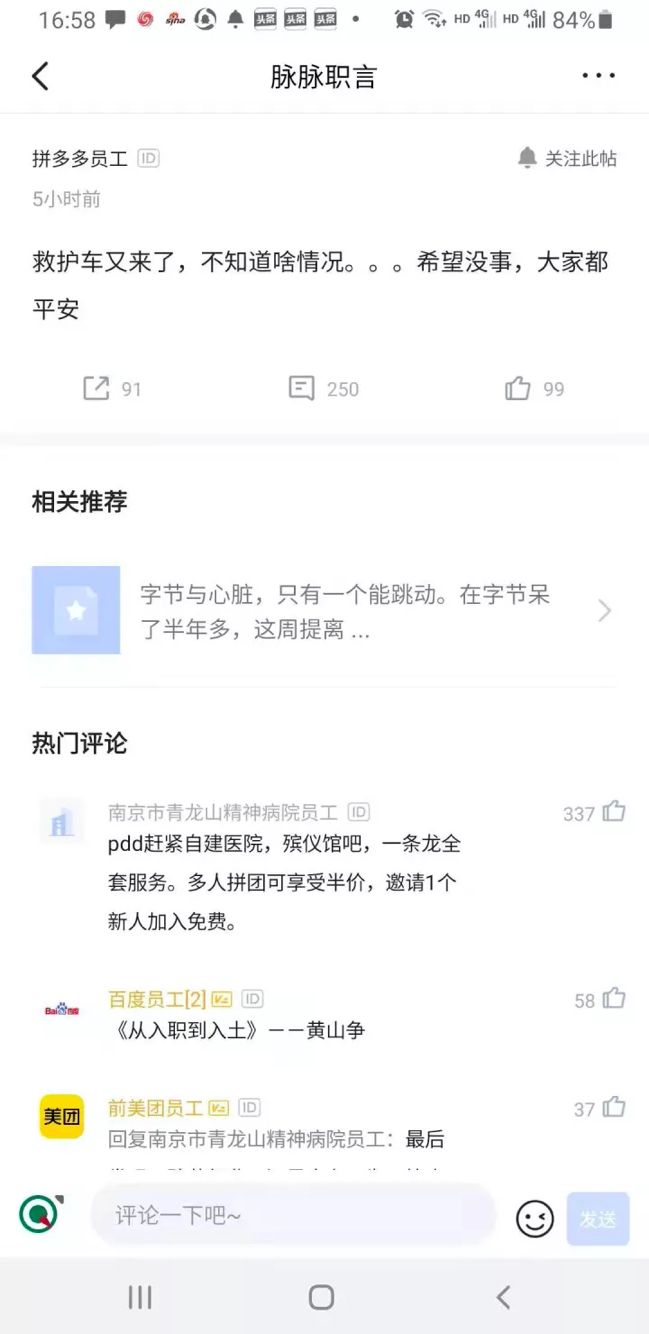 16:58 sina 头条 头条 头条 HD 4G HD 4G 84%
脉脉职言
拼多多员工 ID
关注此帖
5小时前
救护车又来了，不知道啥情况。。。希望没事，大家都
平安
91 250 99
相关推荐
字节与心脏，只有一个能跳动。在字节呆
了半年多，这周提离 ...
热门评论
南京市青龙山精神病院员工 ID 337
pdd赶紧自建医院，殡仪馆吧，一条龙全
套服务。多人拼团可享受半价，邀请1个
新人加入免费。
Bai百度
百度员工[2] V ID 58
《从入职到入土》——黄山争
美团
前美团员工 V ID 37
回复南京市青龙山精神病院员工：最后
评论一下吧~
发送